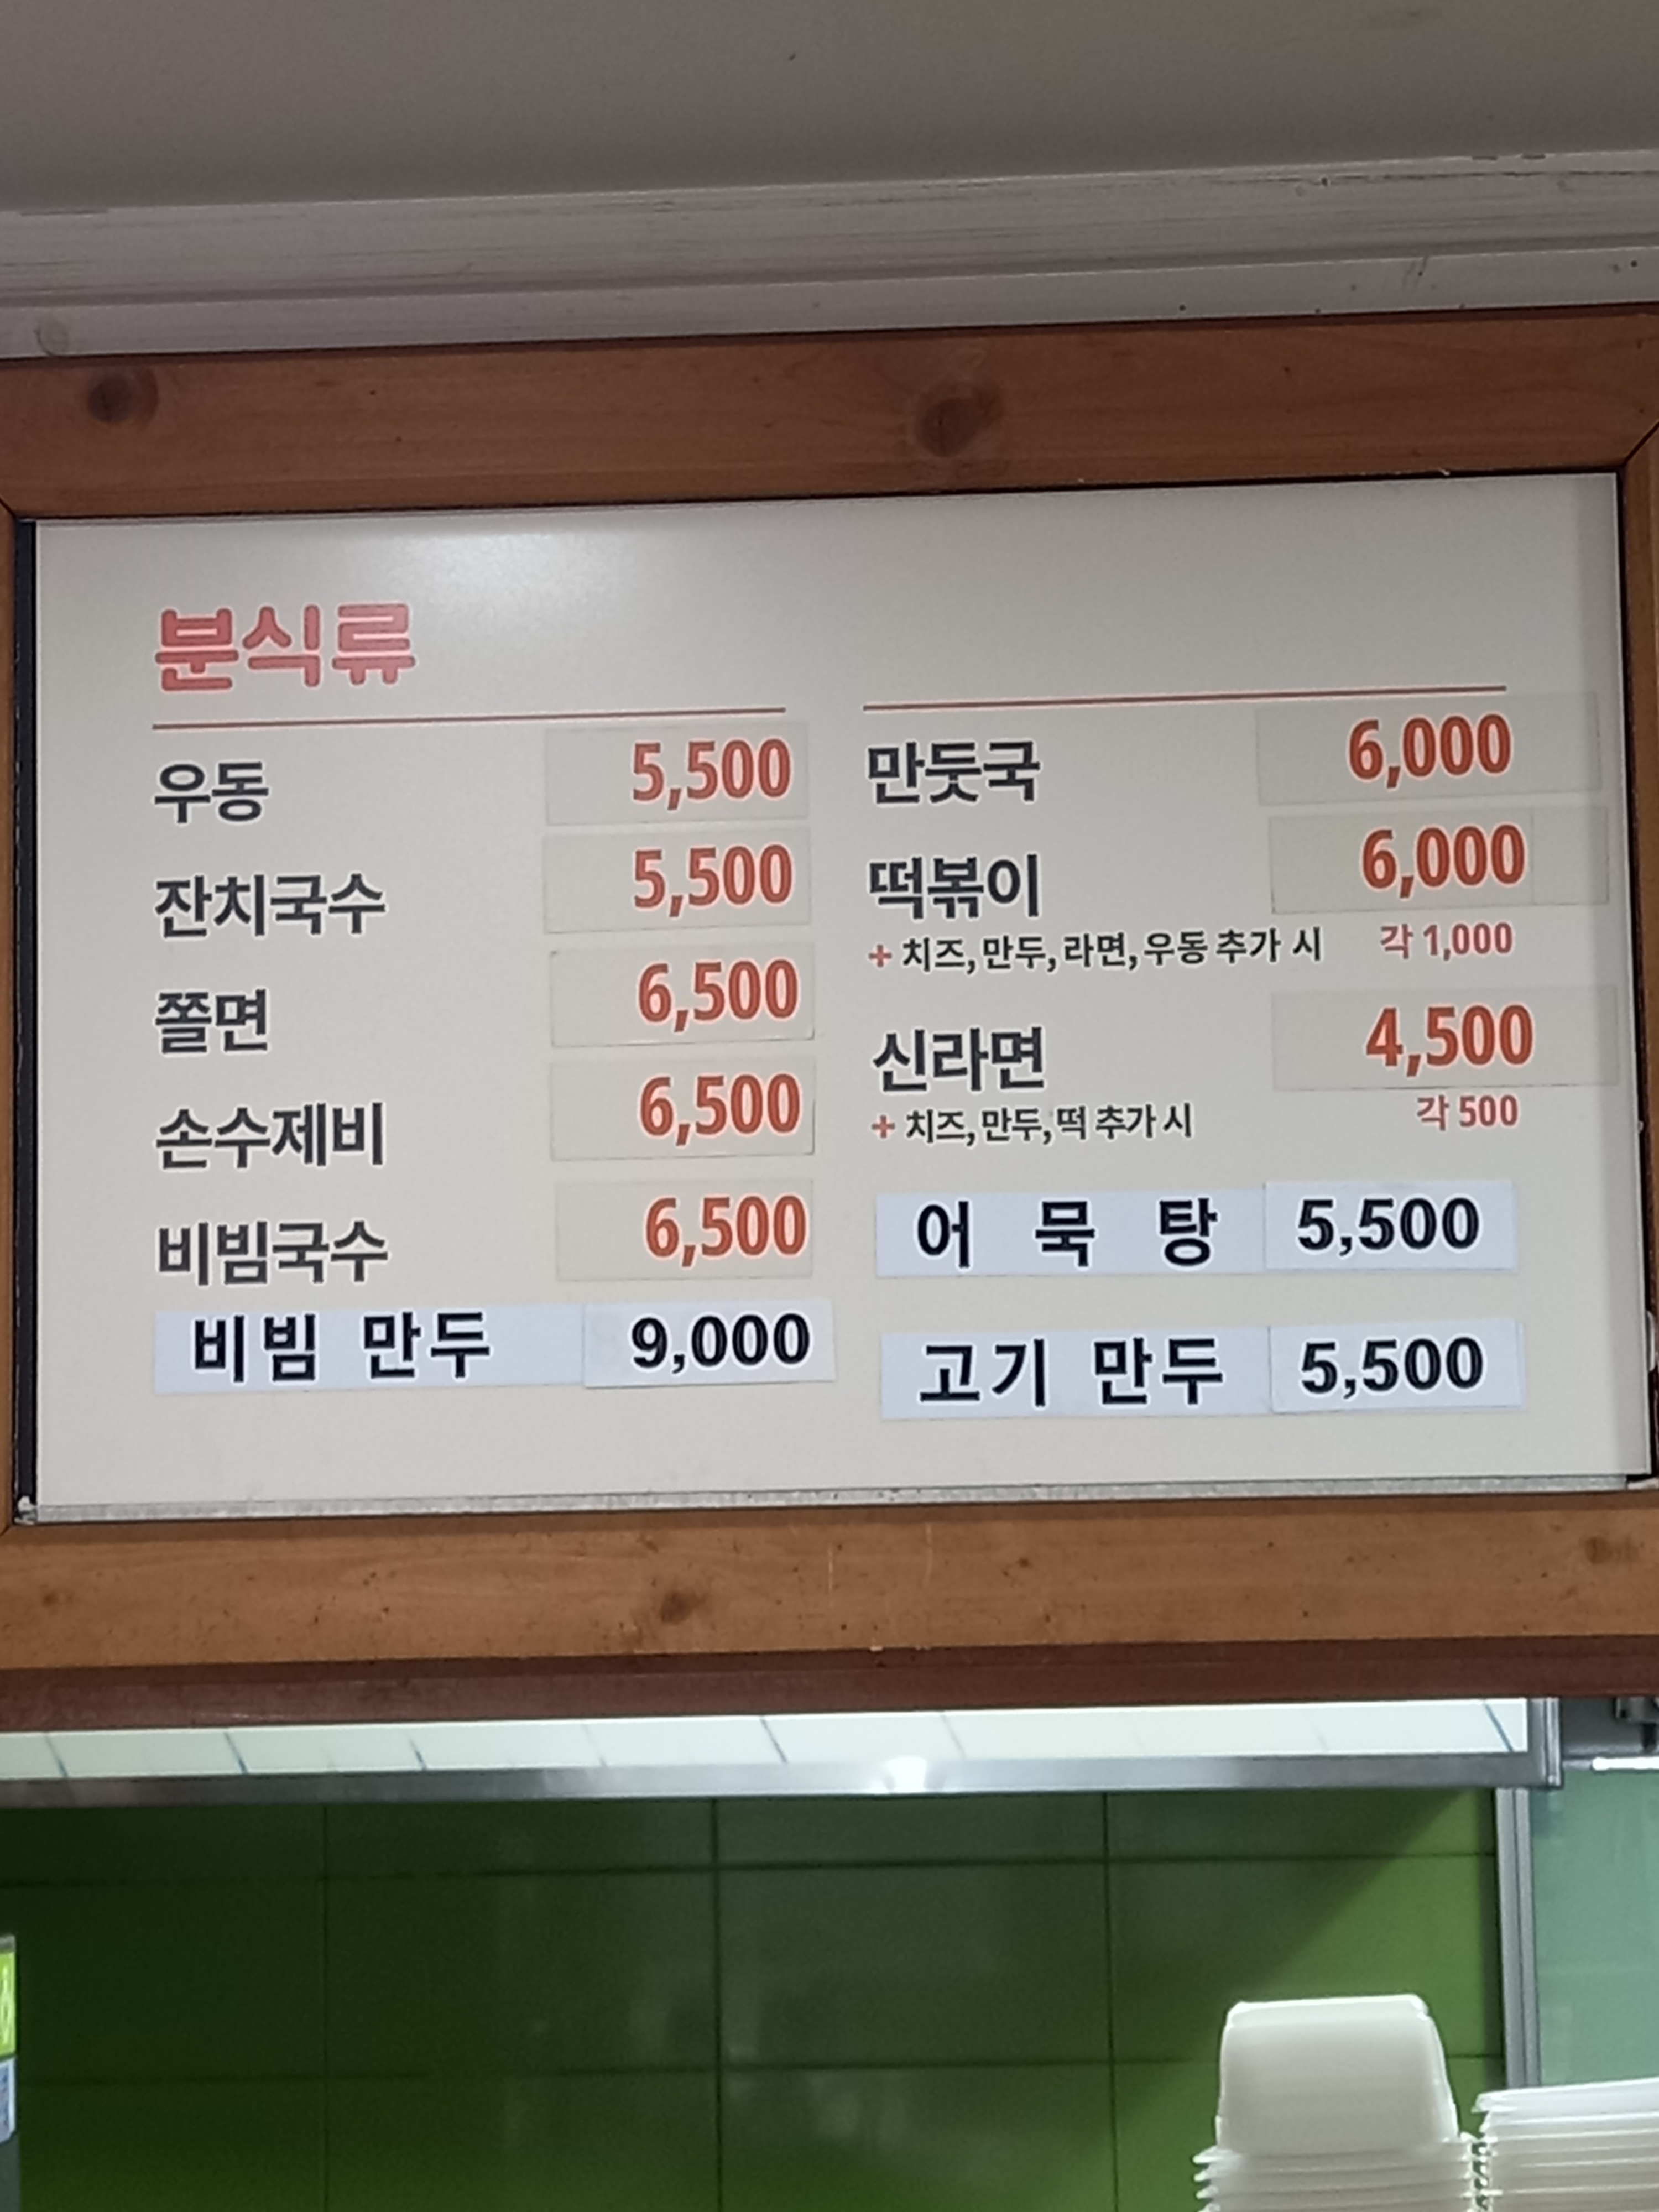 분식류
우동 5,500
잔치국수 5,500
쫄면 6,500
손수제비 6,500
비빔국수 6,500
비빔 만두 9,000
만둣국 6,000
떡볶이 6,000
+ 치즈, 만두, 라면, 우동 추가 시 각 1,000
신라면 4,500
+ 치즈, 만두, 떡 추가 시 각 500
어 묵 탕 5,500
고기 만두 5,500